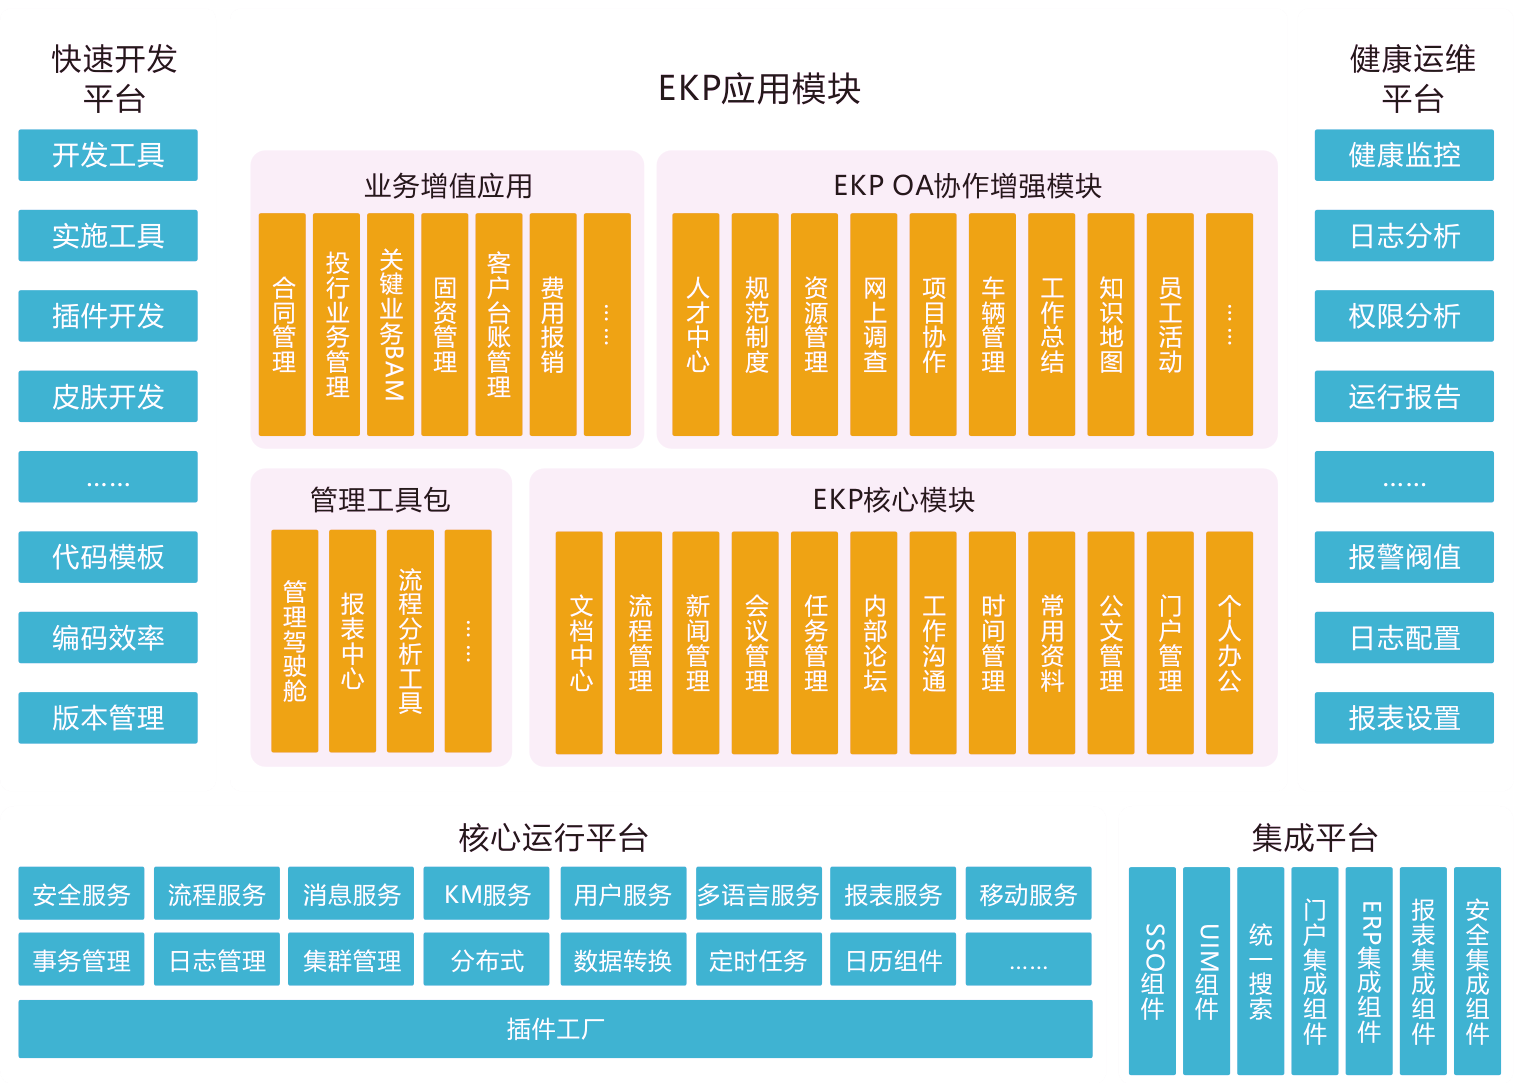 快速开发
平台
开发工具
实施工具
插件开发
皮肤开发
……
代码模板
编码效率
版本管理
EKP应用模块
业务增值应用
合同管理
投行业务管理
关键业务BAM
固资管理
客户台账管理
费用报销
……
EKP OA协作增强模块
人才中心
规范制度
资源管理
网上调查
项目协作
车辆管理
工作总结
知识地图
员工活动
……
管理工具包
管理驾驶舱
报表中心
流程分析工具
……
EKP核心模块
文档中心
流程管理
新闻管理
会议管理
任务管理
内部论坛
工作沟通
时间管理
常用资料
公文管理
门户管理
个人办公
健康运维
平台
健康监控
日志分析
权限分析
运行报告
……
报警阀值
日志配置
报表设置
核心运行平台
安全服务
流程服务
消息服务
KM服务
用户服务
多语言服务
报表服务
移动服务
事务管理
日志管理
集群管理
分布式
数据转换
定时任务
日历组件
……
插件工厂
集成平台
SSO组件
UIM组件
统一搜索
门户集成组件
ERP集成组件
报表集成组件
安全集成组件